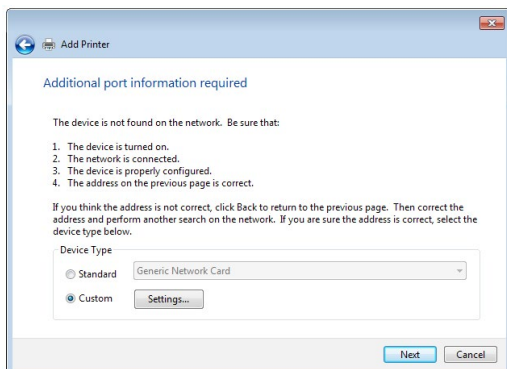 Add Printer
Additional port information required
The device is not found on the network. Be sure that:
1. The device is turned on.
2. The network is connected.
3. The device is properly configured.
4. The address on the previous page is correct.
If you think the address is not correct, click Back to return to the previous page. Then correct the
address and perform another search on the network. If you are sure the address is correct, select the
device type below.
Device Type
Standard Generic Network Card
Custom Settings...
Next Cancel